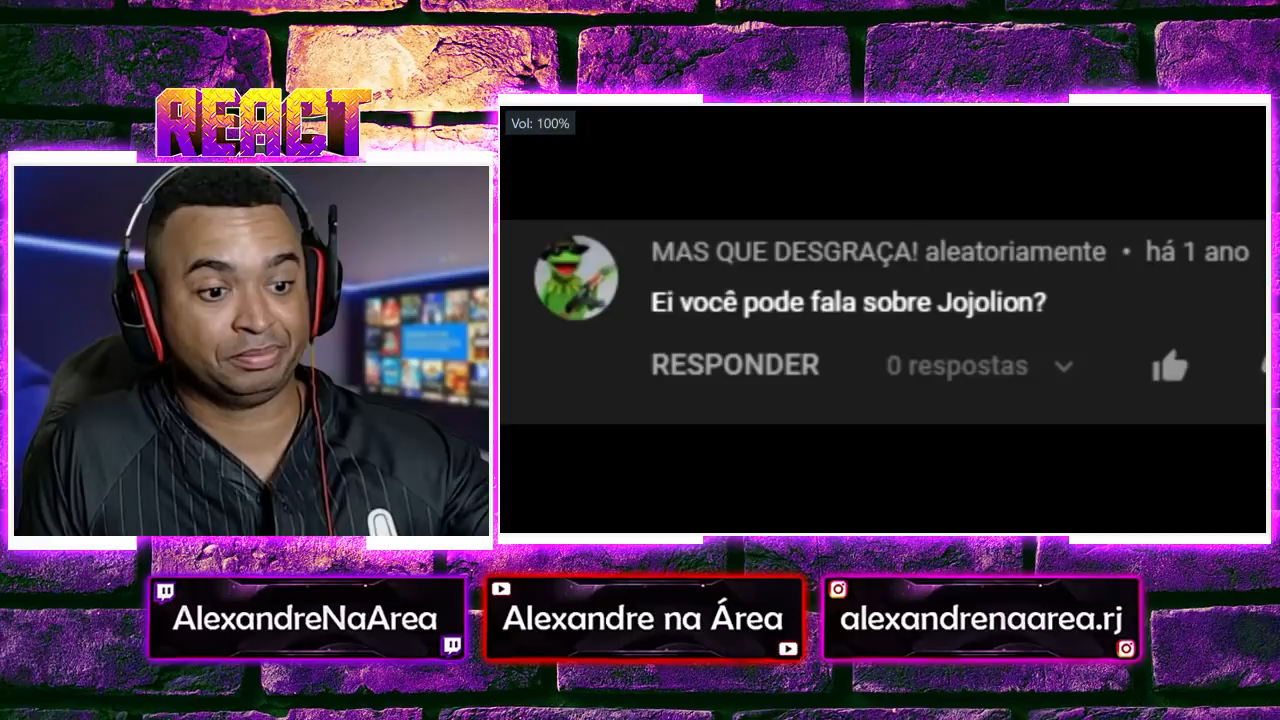 REACT
Vol: 100%
MAS QUE DESGRAÇA! aleatoriamente • há 1 ano
Ei você pode fala sobre Jojolion?
RESPONDER 0 respostas
AlexandreNaArea
Alexandre na Área
alexandrenaarea.rj